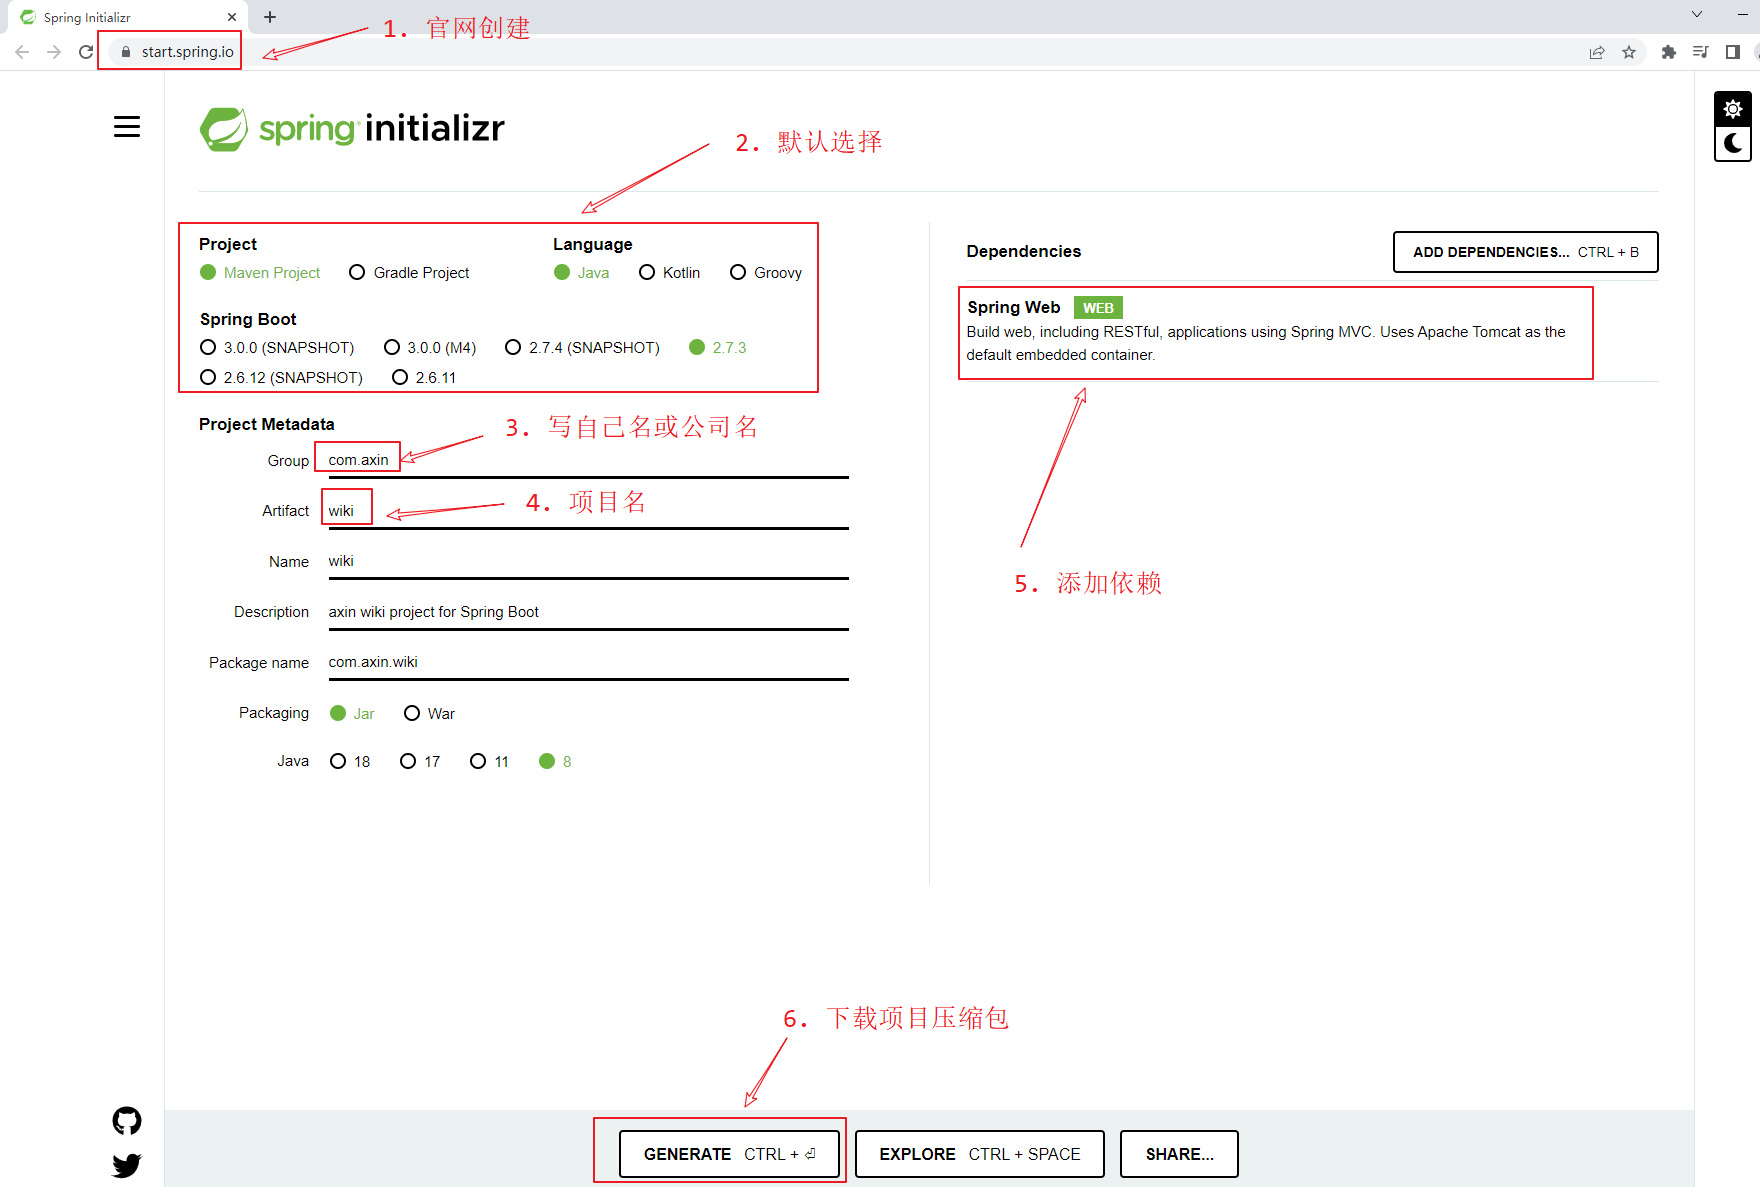 Spring Initializr
1. 官网创建
start.spring.io
spring initializr
2. 默认选择
Project
Maven Project Gradle Project
Language
Java Kotlin Groovy
Spring Boot
3.0.0 (SNAPSHOT) 3.0.0 (M4) 2.7.4 (SNAPSHOT) 2.7.3
2.6.12 (SNAPSHOT) 2.6.11
Project Metadata
3. 写自己名或公司名
Group com.axin
4. 项目名
Artifact wiki
Name wiki
Description axin wiki project for Spring Boot
Package name com.axin.wiki
Packaging Jar War
Java 18 17 11 8
Dependencies
ADD DEPENDENCIES... CTRL + B
Spring Web WEB
Build web, including RESTful, applications using Spring MVC. Uses Apache Tomcat as the
default embedded container.
5. 添加依赖
6. 下载项目压缩包
GENERATE CTRL + ⏎
EXPLORE CTRL + SPACE
SHARE...